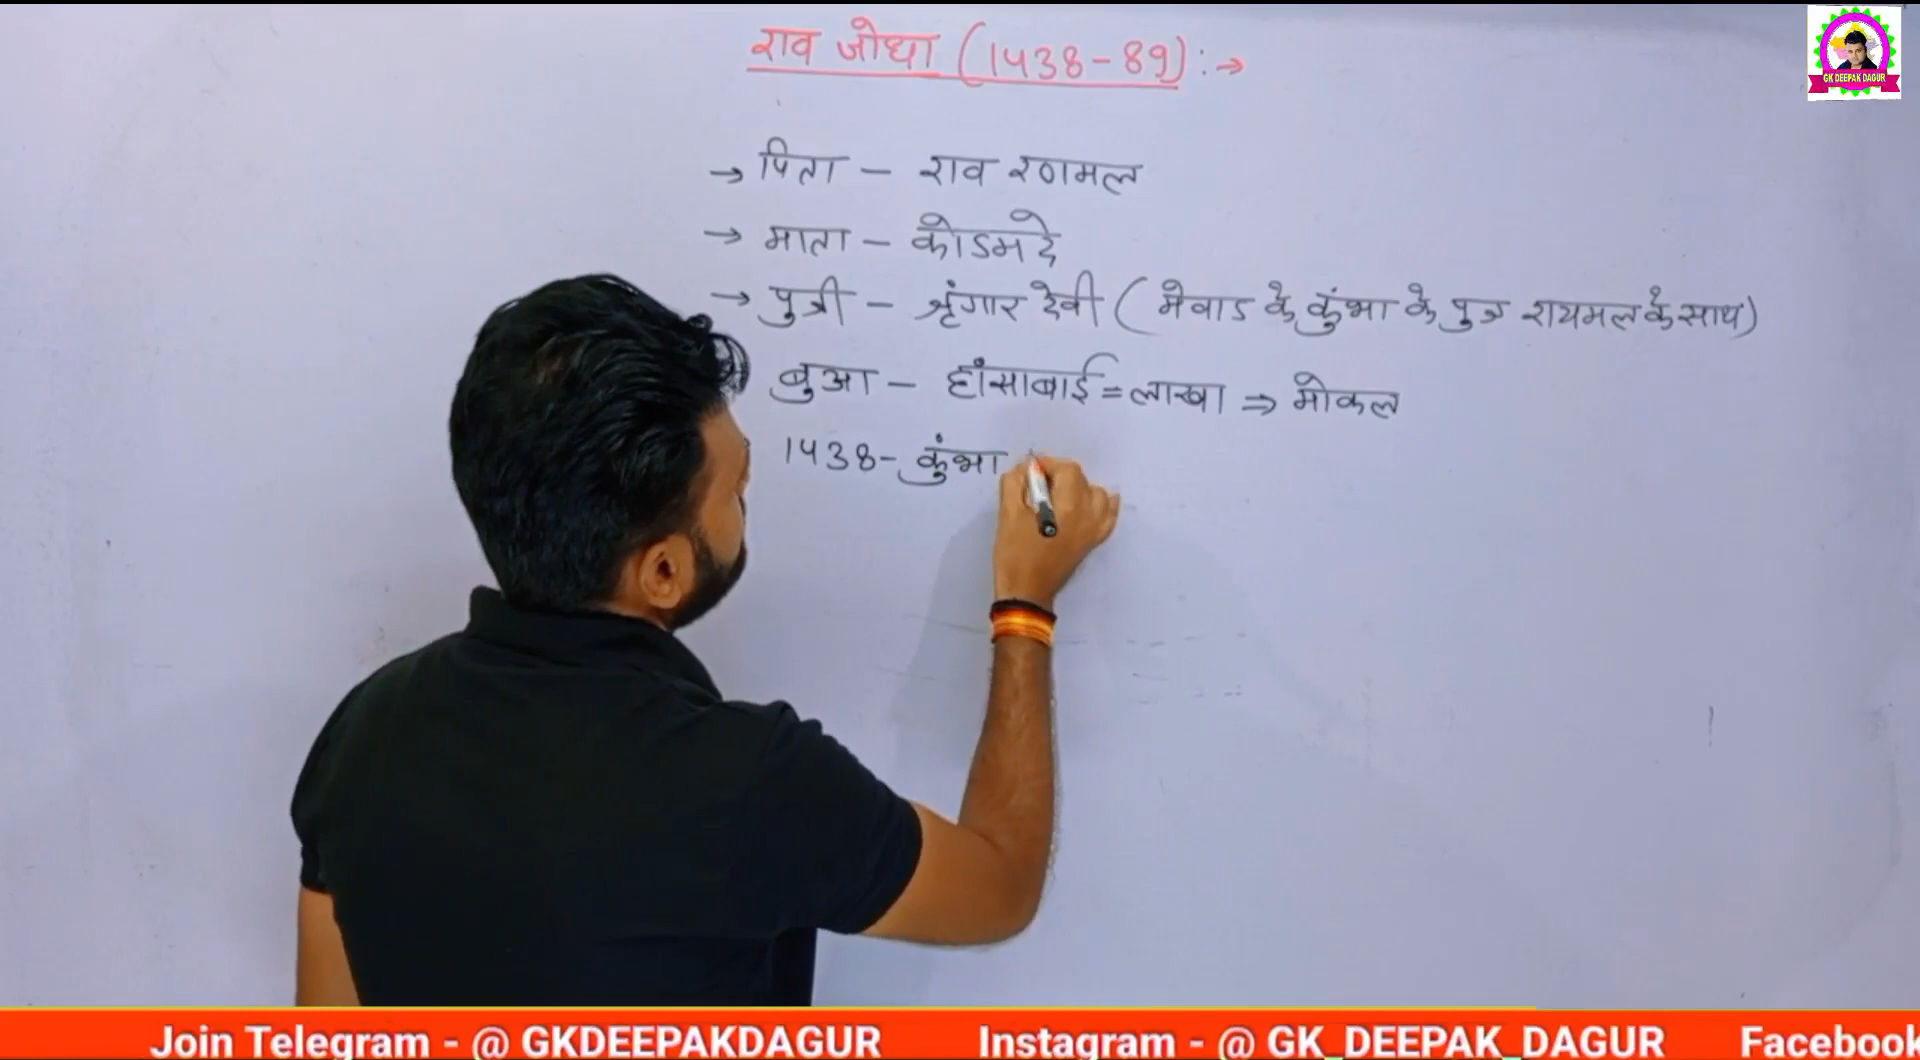 राव जोधा (1438-89) :→
GK DEEPAK DAGUR
→ पिता - राव रणमल
→ माता - कोडमदे
→ पुत्री - श्रृंगार देवी (मेवाड के कुंभा के पुत्र रायमल के साथ)
बुआ - हांसाबाई = लाखा ⇒ मोकल
1438 - कुंभा
Join Telegram - @ GKDEEPAKDAGUR Instagram - @ GK_DEEPAK_DAGUR Facebook